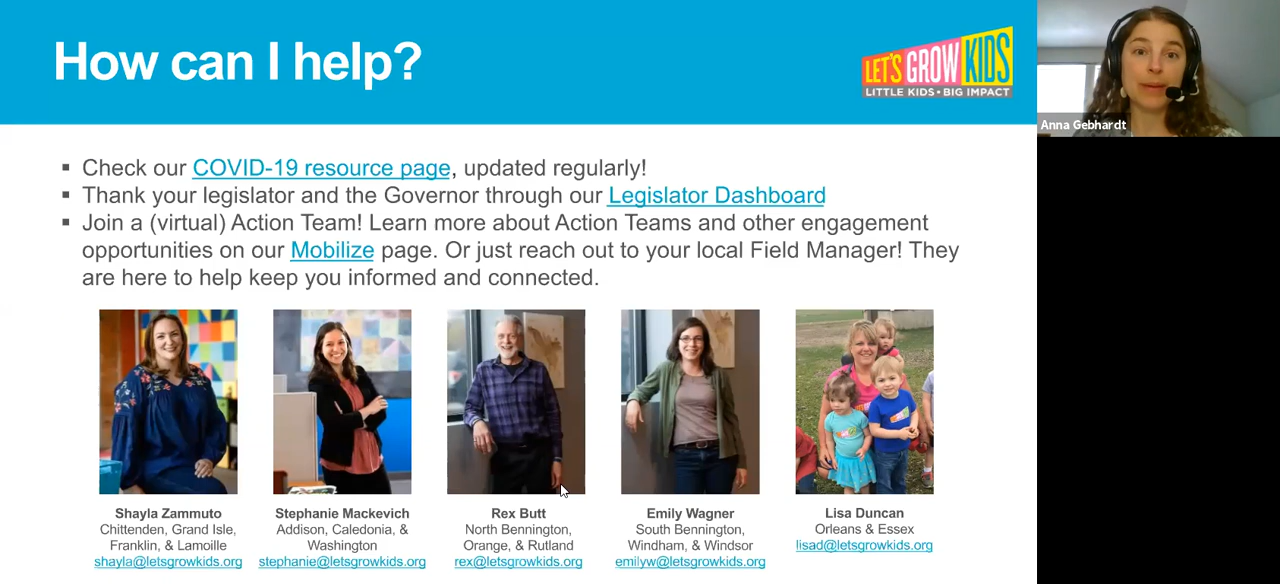 How can I help?
LET'S GROW KIDS
LITTLE KIDS • BIG IMPACT
Anna Gebhardt
▪ Check our COVID-19 resource page, updated regularly!
▪ Thank your legislator and the Governor through our Legislator Dashboard
▪ Join a (virtual) Action Team! Learn more about Action Teams and other engagement
opportunities on our Mobilize page. Or just reach out to your local Field Manager! They
are here to help keep you informed and connected.
Shayla Zammuto
Chittenden, Grand Isle,
Franklin, & Lamoille
shayla@letsgrowkids.org
Stephanie Mackevich
Addison, Caledonia, &
Washington
stephanie@letsgrowkids.org
Rex Butt
North Bennington,
Orange, & Rutland
rex@letsgrowkids.org
Emily Wagner
South Bennington,
Windham, & Windsor
emilyw@letsgrowkids.org
Lisa Duncan
Orleans & Essex
lisad@letsgrowkids.org